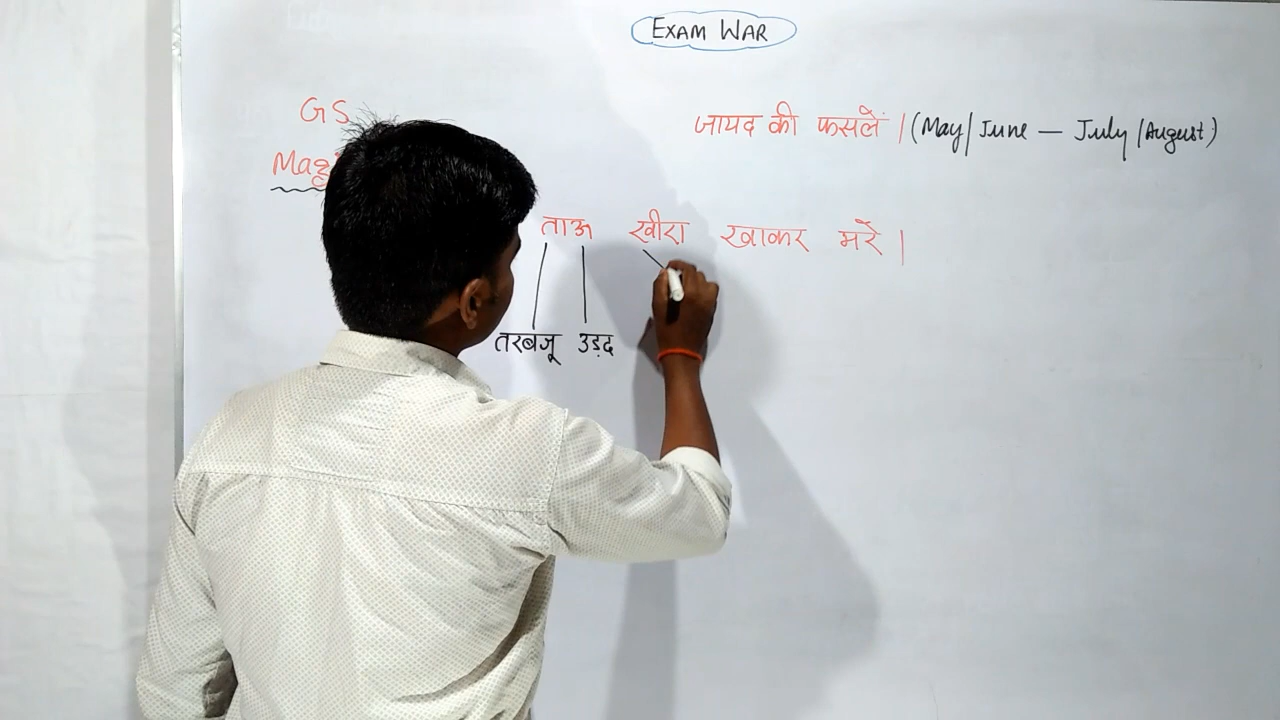 EXAM WAR
GS
जायद की फसलें | (May/June – July/August)
ताऊ खीरा खाकर मरे |
तरबजू उड़द